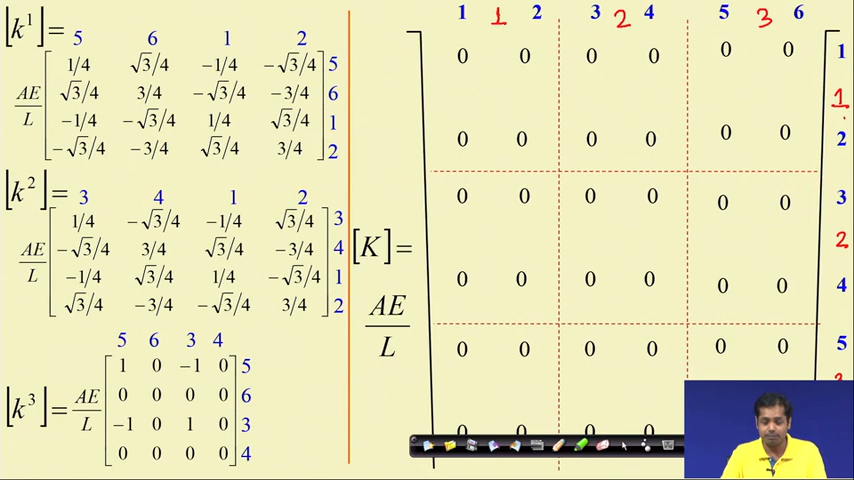 [k¹]= 5 6 1 2
AE/L [ 1/4 √3/4 −1/4 −√3/4 ] 5
√3/4 3/4 −√3/4 −3/4 6
−1/4 −√3/4 1/4 √3/4 1
−√3/4 −3/4 √3/4 3/4 2
[k²]= 3 4 1 2
AE/L [ 1/4 −√3/4 −1/4 √3/4 ] 3
−√3/4 3/4 √3/4 −3/4 4
−1/4 √3/4 1/4 −√3/4 1
√3/4 −3/4 −√3/4 3/4 2
5 6 3 4
[k³]= AE/L [ 1 0 −1 0 ] 5
0 0 0 0 6
−1 0 1 0 3
0 0 0 0 4
1 1 2 3 2 4 5 3 6
[K]= AE/L
0 0 0 0 0 0 1
1
0 0 0 0 0 0 2
0 0 0 0 0 0 3
2
0 0 0 0 0 0 4
0 0 0 0 0 0 5
0 0 0 0